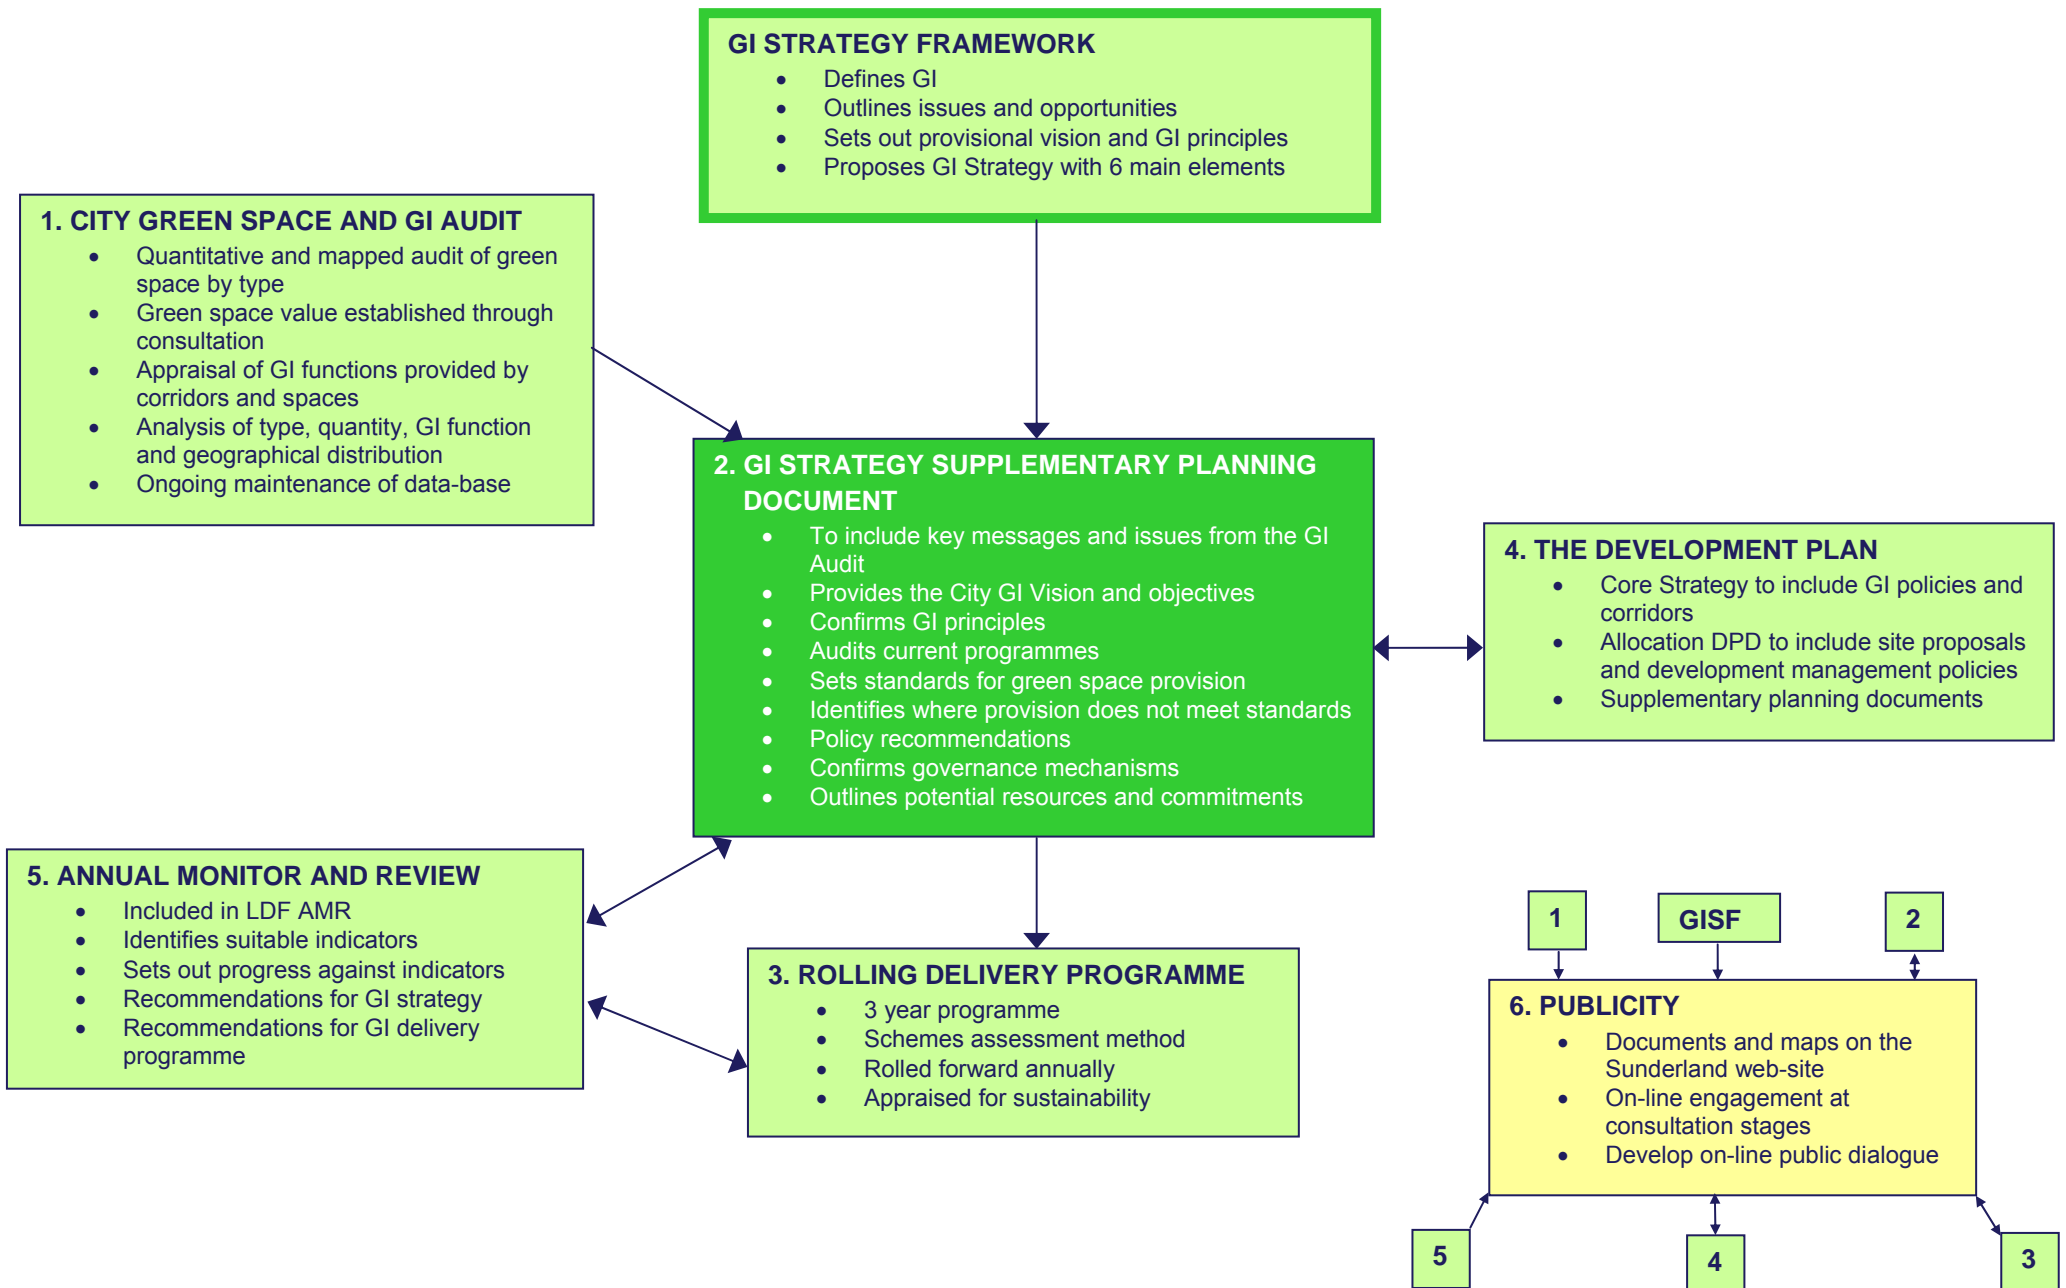 GI STRATEGY FRAMEWORK
• Defines GI
• Outlines issues and opportunities
• Sets out provisional vision and GI principles
• Proposes GI Strategy with 6 main elements
1. CITY GREEN SPACE AND GI AUDIT
• Quantitative and mapped audit of green
space by type
• Green space value established through
consultation
• Appraisal of GI functions provided by
corridors and spaces
• Analysis of type, quantity, GI function
and geographical distribution
• Ongoing maintenance of data-base
2. GI STRATEGY SUPPLEMENTARY PLANNING
DOCUMENT
• To include key messages and issues from the GI
Audit
• Provides the City GI Vision and objectives
• Confirms GI principles
• Audits current programmes
• Sets standards for green space provision
• Identifies where provision does not meet standards
• Policy recommendations
• Confirms governance mechanisms
• Outlines potential resources and commitments
4. THE DEVELOPMENT PLAN
• Core Strategy to include GI policies and
corridors
• Allocation DPD to include site proposals
and development management policies
• Supplementary planning documents
5. ANNUAL MONITOR AND REVIEW
• Included in LDF AMR
• Identifies suitable indicators
• Sets out progress against indicators
• Recommendations for GI strategy
• Recommendations for GI delivery
programme
3. ROLLING DELIVERY PROGRAMME
• 3 year programme
• Schemes assessment method
• Rolled forward annually
• Appraised for sustainability
1
GISF
2
6. PUBLICITY
• Documents and maps on the
Sunderland web-site
• On-line engagement at
consultation stages
• Develop on-line public dialogue
5
4
3